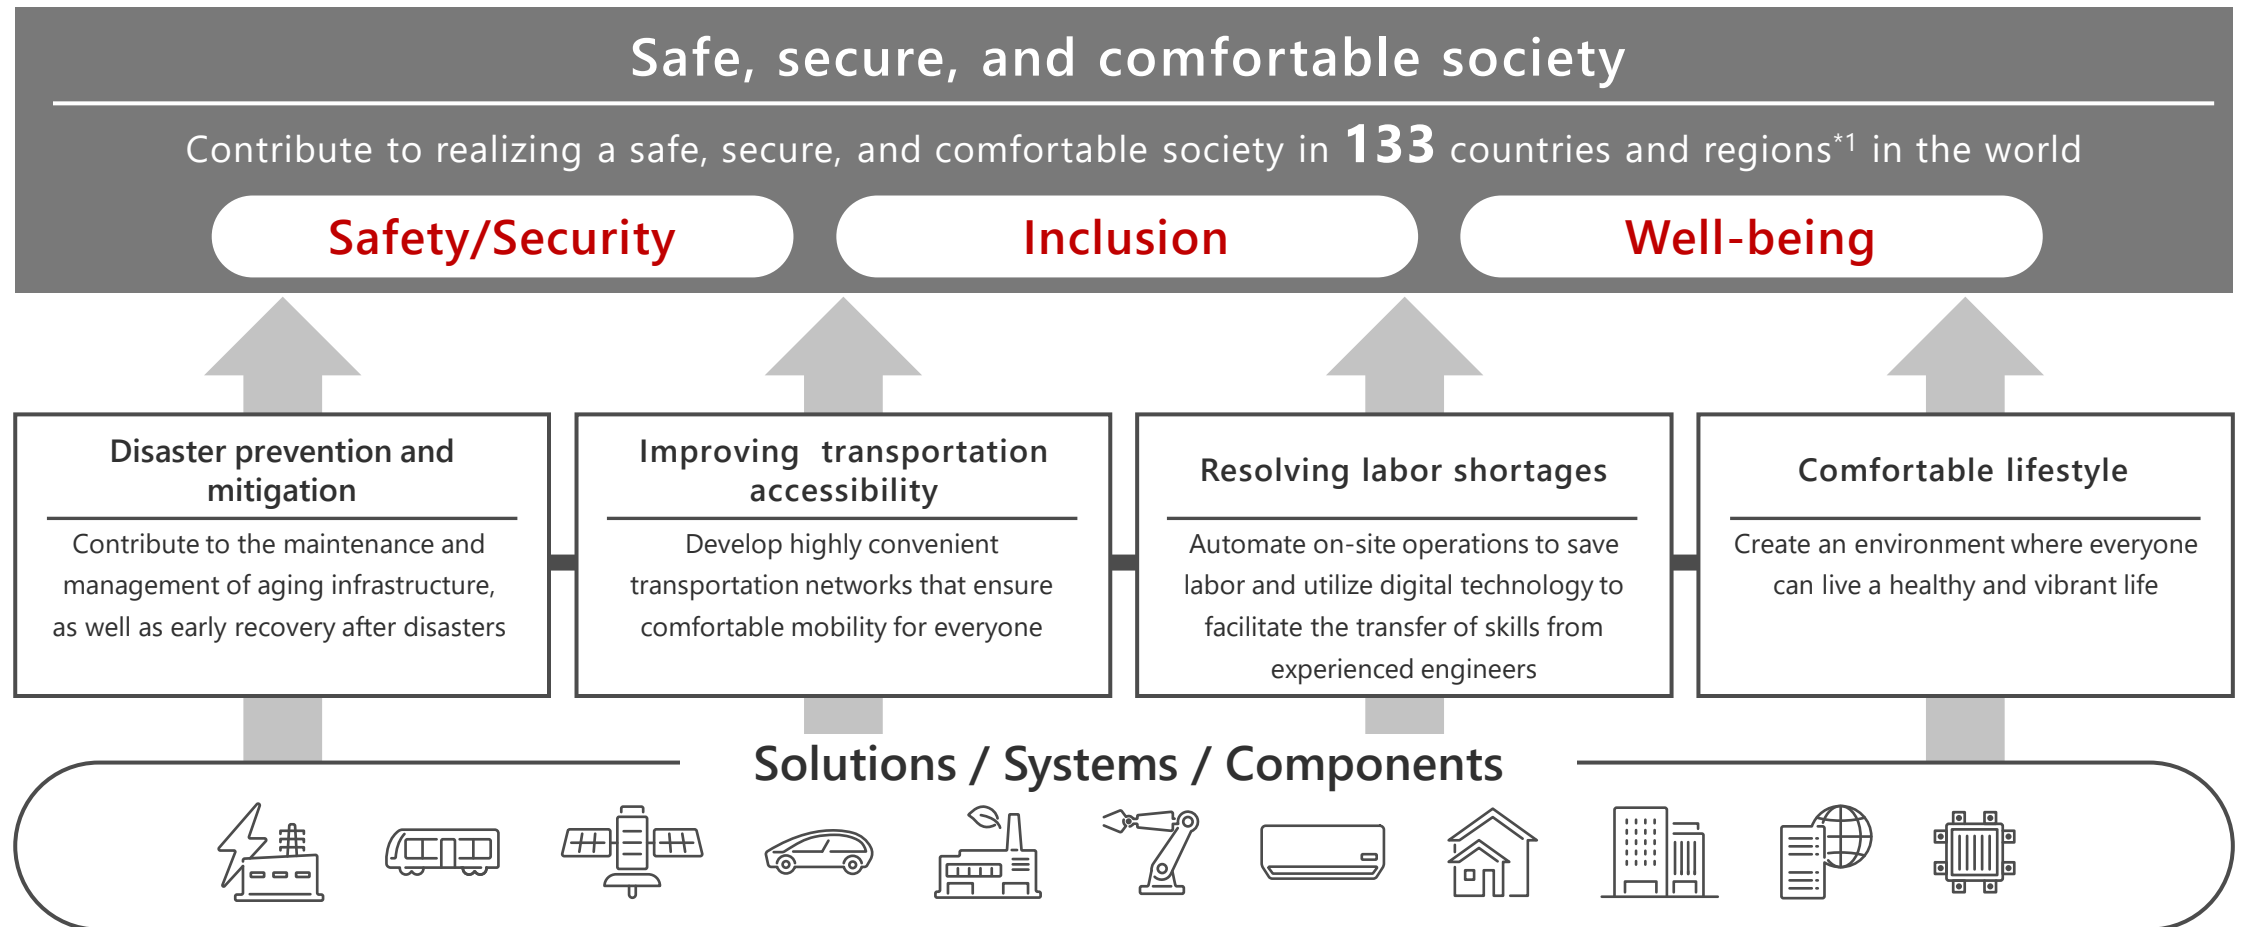 Safe, secure, and comfortable society
Contribute to realizing a safe, secure, and comfortable society in 133 countries and regions*1 in the world
Safety/Security
Inclusion
Well-being
Disaster prevention and
mitigation
Contribute to the maintenance and
management of aging infrastructure,
as well as early recovery after disasters
Improving transportation
accessibility
Develop highly convenient
transportation networks that ensure
comfortable mobility for everyone
Resolving labor shortages
Automate on-site operations to save
labor and utilize digital technology to
facilitate the transfer of skills from
experienced engineers
Comfortable lifestyle
Create an environment where everyone
can live a healthy and vibrant life
Solutions / Systems / Components